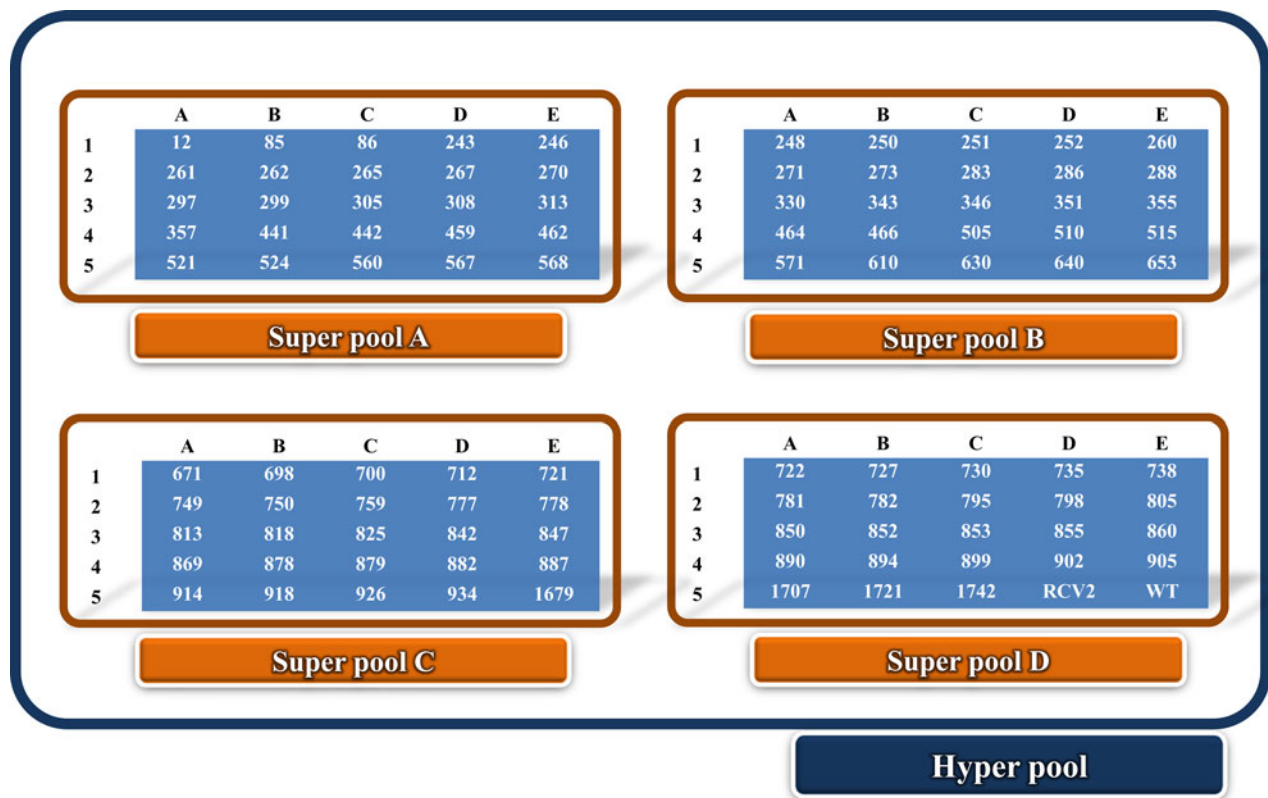 A B C D E
1 12 85 86 243 246
2 261 262 265 267 270
3 297 299 305 308 313
4 357 441 442 459 462
5 521 524 560 567 568
Super pool A
A B C D E
1 248 250 251 252 260
2 271 273 283 286 288
3 330 343 346 351 355
4 464 466 505 510 515
5 571 610 630 640 653
Super pool B
A B C D E
1 671 698 700 712 721
2 749 750 759 777 778
3 813 818 825 842 847
4 869 878 879 882 887
5 914 918 926 934 1679
Super pool C
A B C D E
1 722 727 730 735 738
2 781 782 795 798 805
3 850 852 853 855 860
4 890 894 899 902 905
5 1707 1721 1742 RCV2 WT
Super pool D
Hyper pool